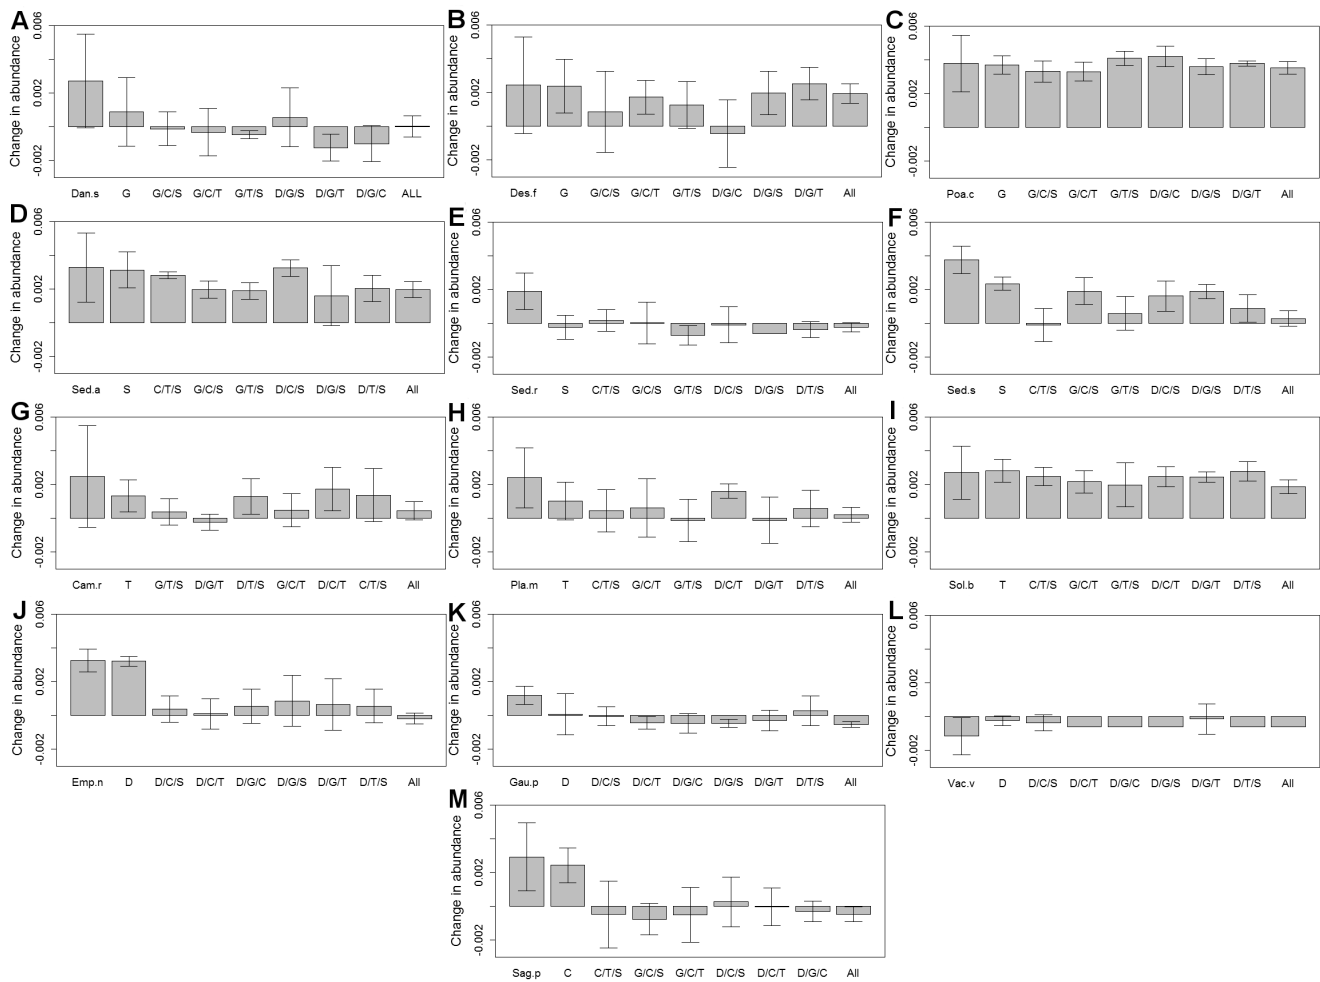 A
Change in abundance
-0.002 0.002 0.006
Dan.s G G/C/S G/C/T G/T/S D/G/S D/G/T D/G/C ALL
B
Change in abundance
-0.002 0.002 0.006
Des.f G G/C/S G/C/T G/T/S D/G/C D/G/S D/G/T All
C
Change in abundance
-0.002 0.002 0.006
Poa.c G G/C/S G/C/T G/T/S D/G/C D/G/S D/G/T All
D
Change in abundance
-0.002 0.002 0.006
Sed.a S C/T/S G/C/S G/T/S D/C/S D/G/S D/T/S All
E
Change in abundance
-0.002 0.002 0.006
Sed.r S C/T/S G/C/S G/T/S D/C/S D/G/S D/T/S All
F
Change in abundance
-0.002 0.002 0.006
Sed.s S C/T/S G/C/S G/T/S D/C/S D/G/S D/T/S All
G
Change in abundance
-0.002 0.002 0.006
Cam.r T G/T/S D/G/T D/T/S G/C/T D/C/T C/T/S All
H
Change in abundance
-0.002 0.002 0.006
Pla.m T C/T/S G/C/T G/T/S D/C/T D/G/T D/T/S All
I
Change in abundance
-0.002 0.002 0.006
Sol.b T C/T/S G/C/T G/T/S D/C/T D/G/T D/T/S All
J
Change in abundance
-0.002 0.002 0.006
Emp.n D D/C/S D/C/T D/G/C D/G/S D/G/T D/T/S All
K
Change in abundance
-0.002 0.002 0.006
Gau.p D D/C/S D/C/T D/G/C D/G/S D/G/T D/T/S All
L
Change in abundance
-0.002 0.002 0.006
Vac.v D D/C/S D/C/T D/G/C D/G/S D/G/T D/T/S All
M
Change in abundance
-0.002 0.002 0.006
Sag.p C C/T/S G/C/S G/C/T D/C/S D/C/T D/G/C All